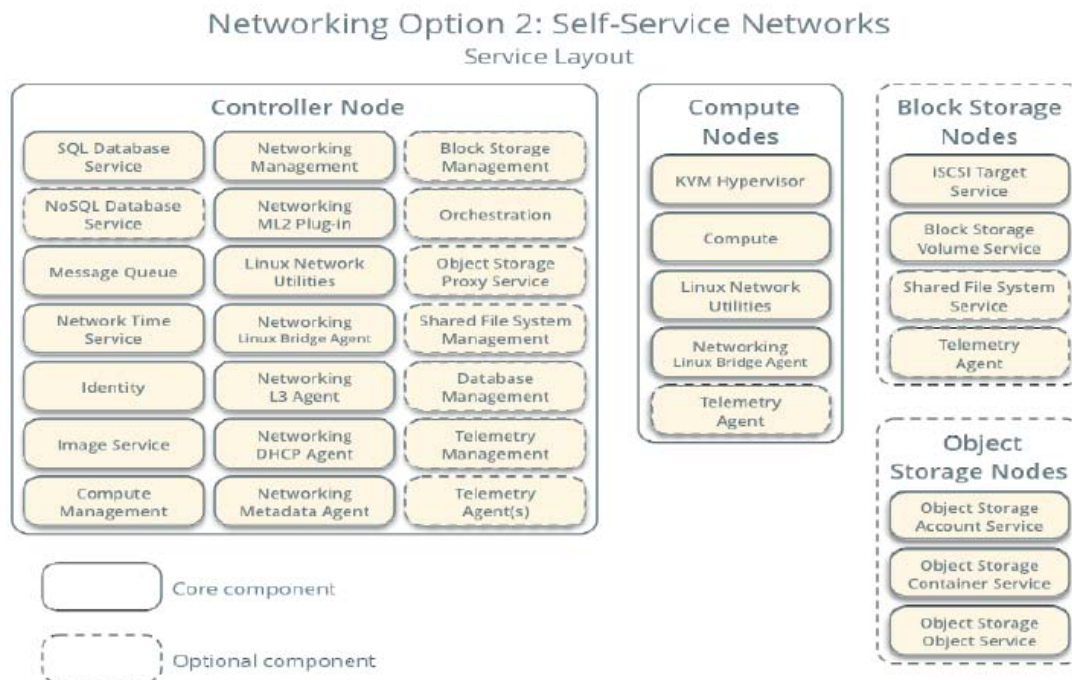 Networking Option 2: Self-Service Networks
Service Layout
Controller Node
SQL Database
Service
Networking
Management
Block Storage
Management
NoSQL Database
Service
Networking
ML2 Plug-in
Orchestration
Message Queue
Linux Network
Utilities
Object Storage
Proxy Service
Network Time
Service
Networking
Linux Bridge Agent
Shared File System
Management
Identity
Networking
L3 Agent
Database
Management
Image Service
Networking
DHCP Agent
Telemetry
Management
Compute
Management
Networking
Metadata Agent
Telemetry
Agent(s)
Compute
Nodes
KVM Hypervisor
Compute
Linux Network
Utilities
Networking
Linux Bridge Agent
Telemetry
Agent
Block Storage
Nodes
iSCSI Target
Service
Block Storage
Volume Service
Shared File System
Service
Telemetry
Agent
Object
Storage Nodes
Object Storage
Account Service
Object Storage
Container Service
Object Storage
Object Service
Core component
Optional component